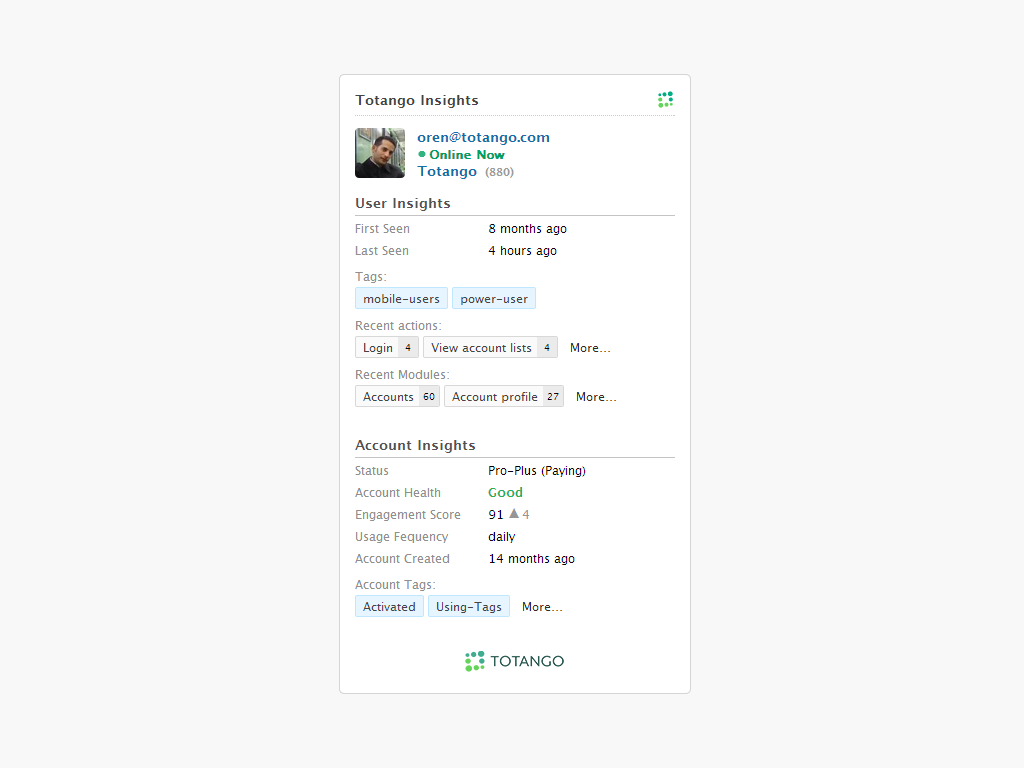 Totango Insights
oren@totango.com
Online Now
Totango (880)
User Insights
First Seen 8 months ago
Last Seen 4 hours ago
Tags:
mobile-users power-user
Recent actions:
Login 4 View account lists 4 More...
Recent Modules:
Accounts 60 Account profile 27 More...
Account Insights
Status Pro-Plus (Paying)
Account Health Good
Engagement Score 91 ▲ 4
Usage Fequency daily
Account Created 14 months ago
Account Tags:
Activated Using-Tags More...
TOTANGO